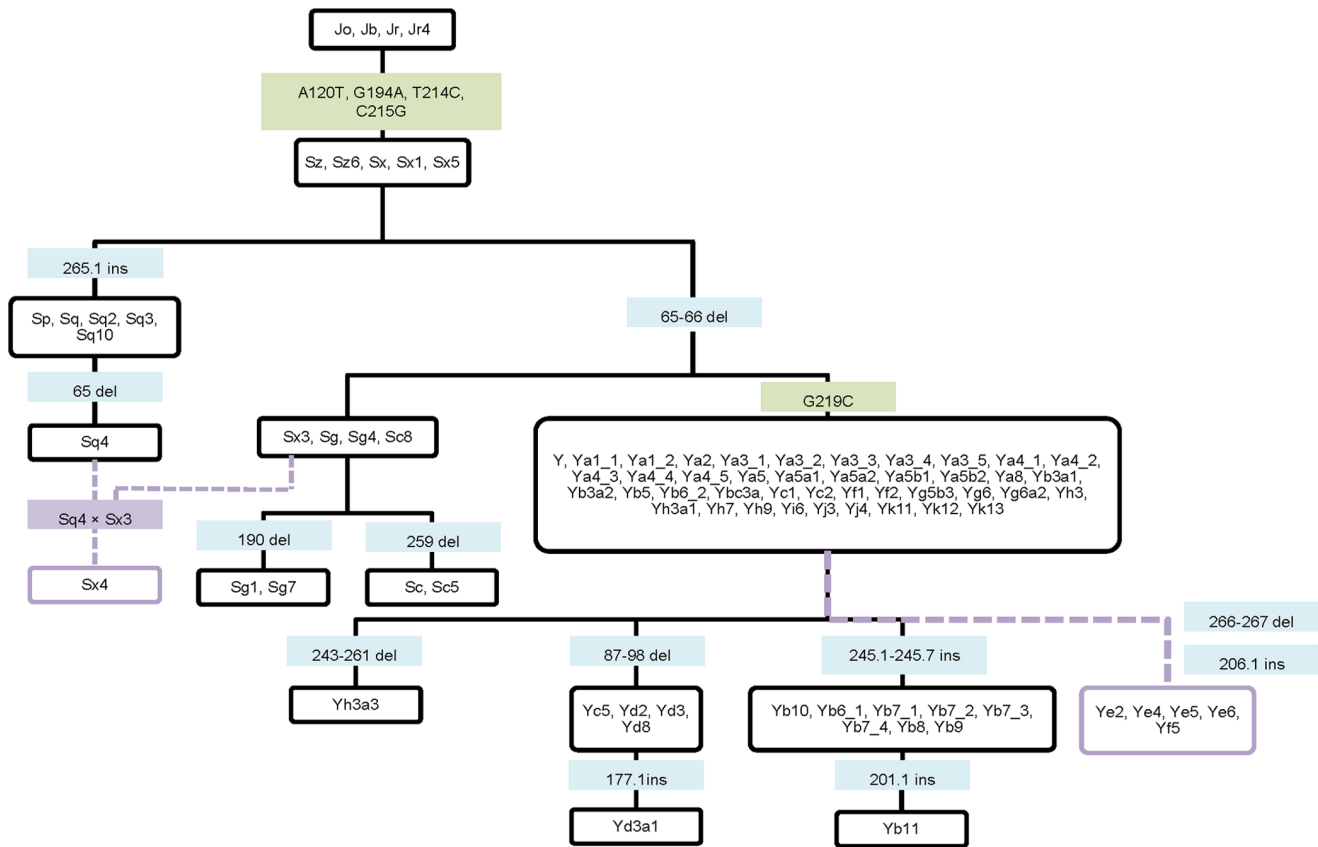 Jo, Jb, Jr, Jr4
A120T, G194A, T214C,
C215G
Sz, Sz6, Sx, Sx1, Sx5
265.1 ins
Sp, Sq, Sq2, Sq3,
Sq10
65-66 del
65 del
G219C
Sq4
Sx3, Sg, Sg4, Sc8
Y, Ya1_1, Ya1_2, Ya2, Ya3_1, Ya3_2, Ya3_3, Ya3_4, Ya3_5, Ya4_1, Ya4_2,
Ya4_3, Ya4_4, Ya4_5, Ya5, Ya5a1, Ya5a2, Ya5b1, Ya5b2, Ya8, Yb3a1,
Yb3a2, Yb5, Yb6_2, Ybc3a, Yc1, Yc2, Yf1, Yf2, Yg5b3, Yg6, Yg6a2, Yh3,
Yh3a1, Yh7, Yh9, Yi6, Yj3, Yj4, Yk11, Yk12, Yk13
Sq4 × Sx3
190 del
259 del
Sx4
Sg1, Sg7
Sc, Sc5
266-267 del
206.1 ins
243-261 del
87-98 del
245.1-245.7 ins
Yh3a3
Yc5, Yd2, Yd3,
Yd8
Yb10, Yb6_1, Yb7_1, Yb7_2, Yb7_3,
Yb7_4, Yb8, Yb9
Ye2, Ye4, Ye5, Ye6,
Yf5
177.1ins
201.1 ins
Yd3a1
Yb11